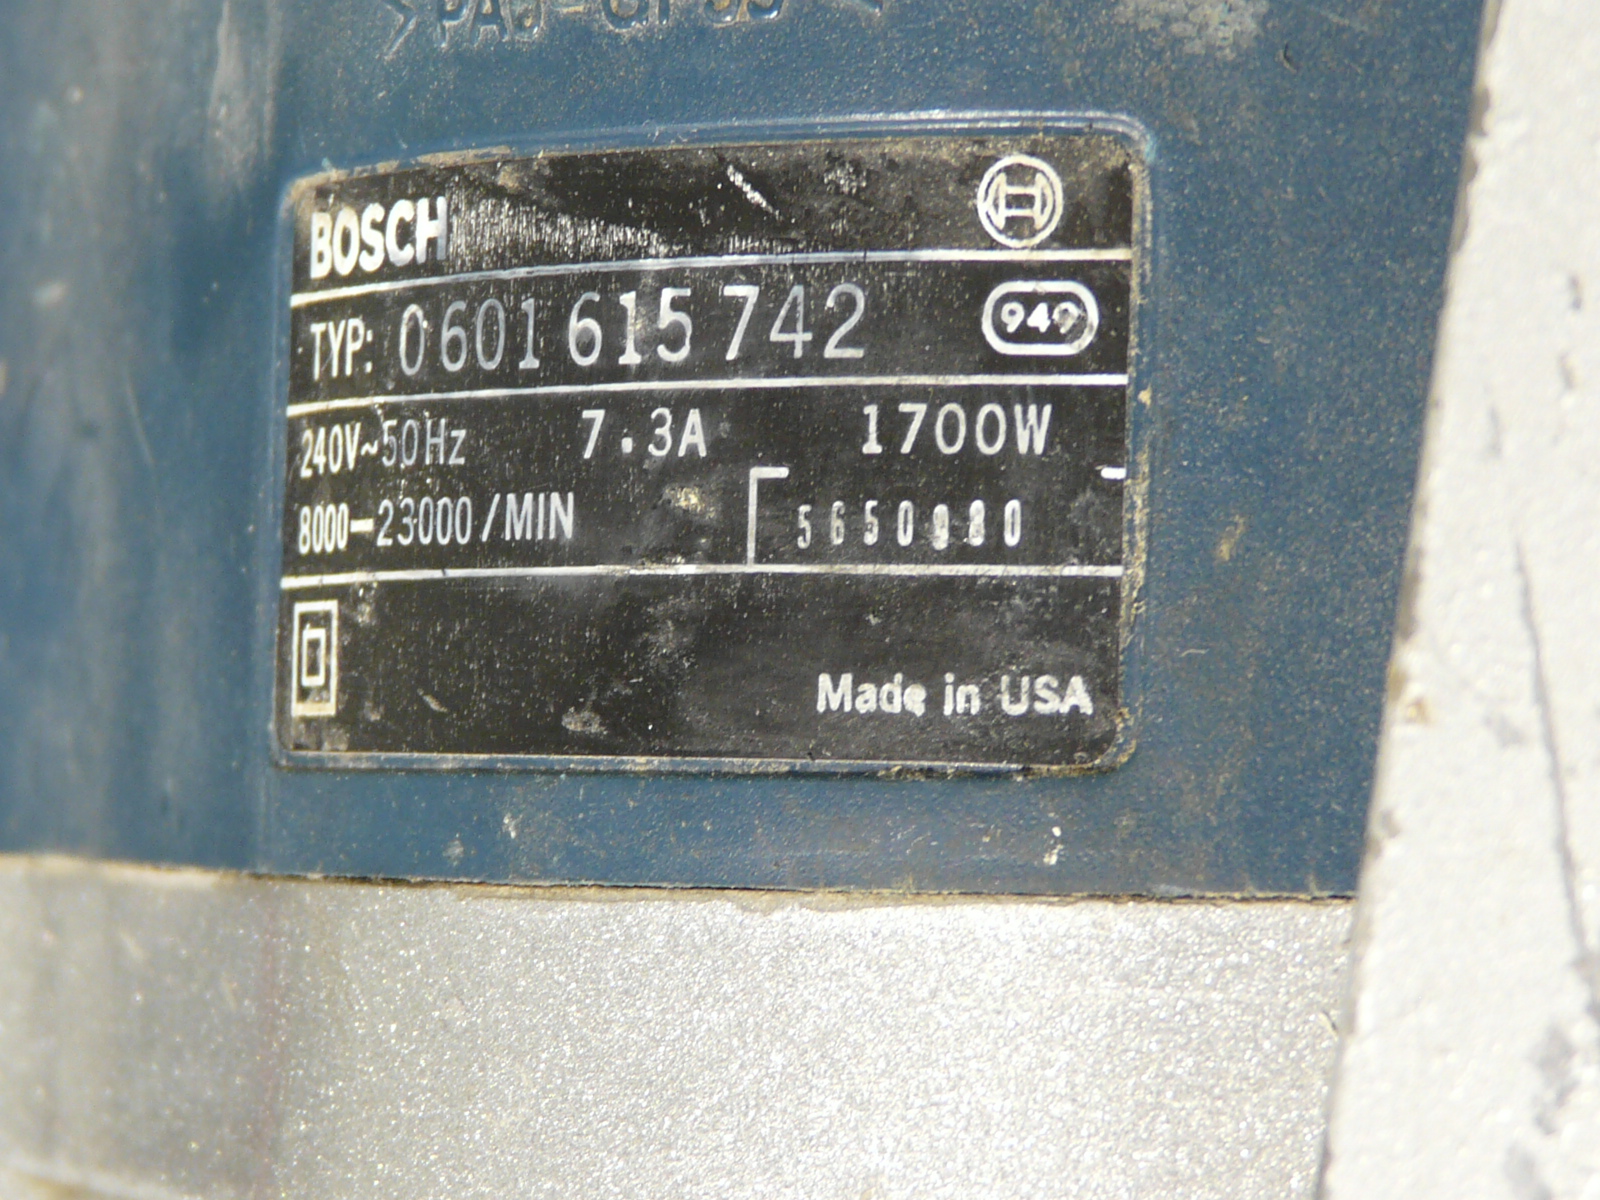 BOSCH
TYP: 0 601 615 742
949
240V~50Hz 7.3A 1700W
8000-23000/MIN
Made in USA